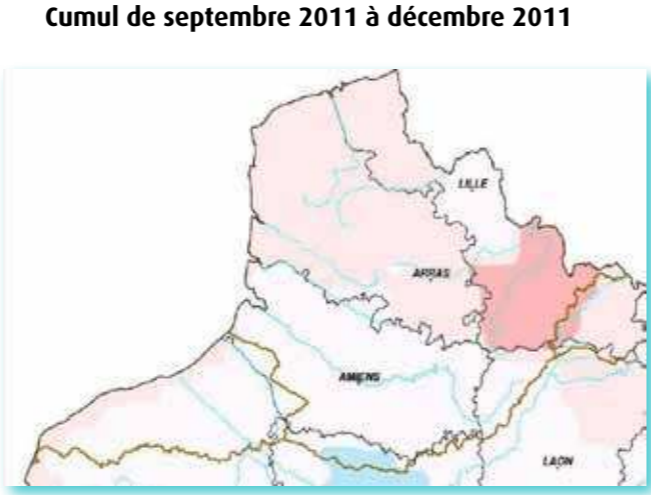 Cumul de septembre 2011 à décembre 2011
LILLE
ARRAS
AMIENS
LAON